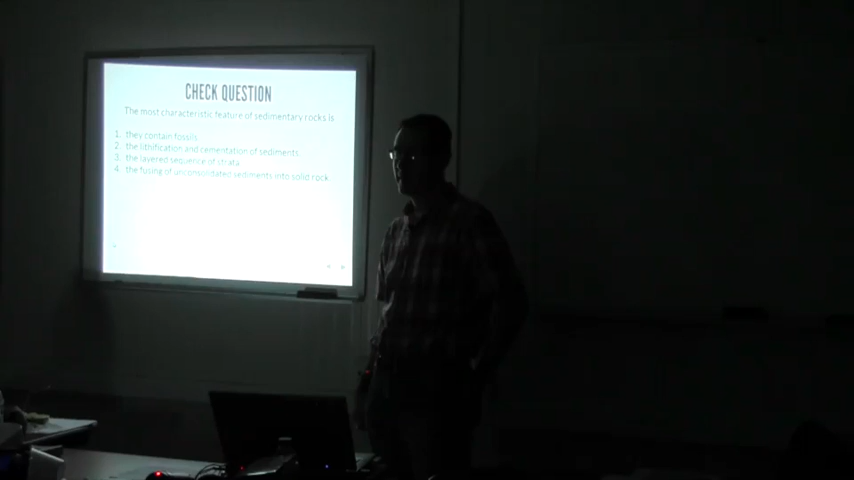 CHECK QUESTION
The most characteristic feature of sedimentary rocks is
1. they contain fossils.
2. the lithification and cementation of sediments.
3. the layered sequence of strata.
4. the fusing of unconsolidated sediments into solid rock.